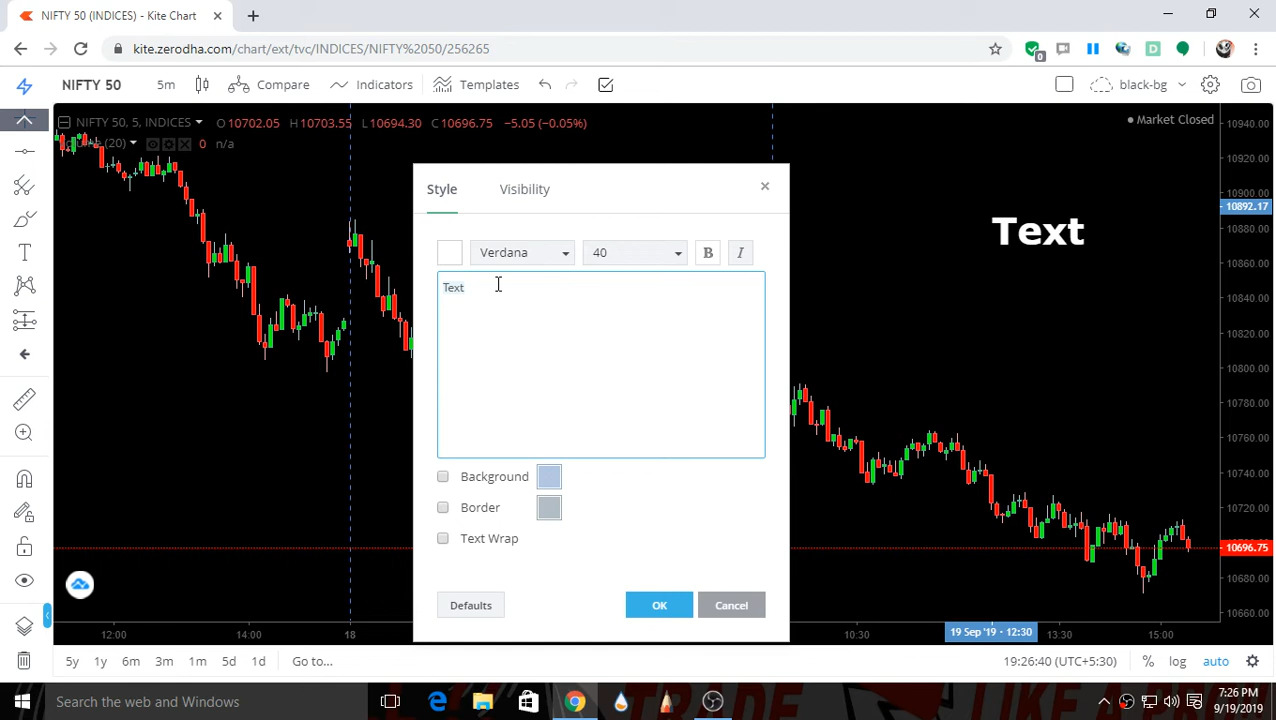 NIFTY 50 (INDICES) - Kite Chart
kite.zerodha.com/chart/ext/tvc/INDICES/NIFTY%2050/256265
0
D
NIFTY 50
5m
Compare
Indicators
Templates
black-bg
NIFTY 50, 5, INDICES O 10702.05 H 10703.55 L 10694.30 C 10696.75 −5.05 (−0.05%)
(20) 0 n/a
Market Closed
Style
Visibility
Verdana
40
B
I
Text
Text
Background
Border
Text Wrap
Defaults
OK
Cancel
10940.00
10920.00
10900.00
10892.17
10880.00
10860.00
10840.00
10820.00
10800.00
10780.00
10760.00
10740.00
10720.00
10696.75
10680.00
10660.00
12:00
14:00
18
10:30
19 Sep '19 - 12:30
13:30
15:00
5y
1y
6m
3m
1m
5d
1d
Go to...
19:26:40 (UTC+5:30)
%
log
auto
Search the web and Windows
TRADE
LIKE A
7:26 PM
9/19/2019